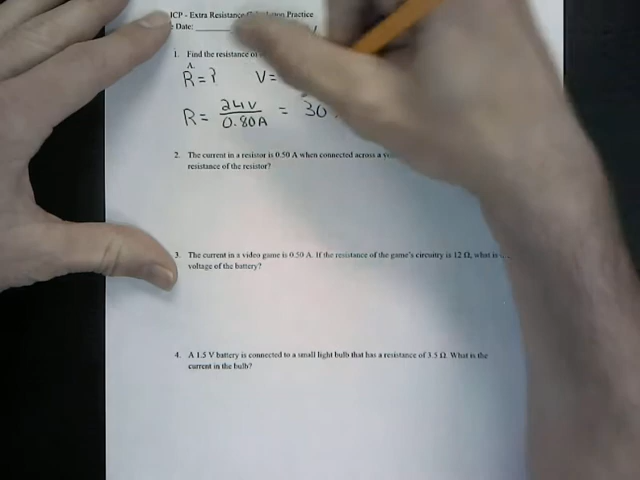 ICP - Extra Resistance Practice
Date:
1. Find the resistance of
R = ? V =
R = 24V / 0.80A = 30
2. The current in a resistor is 0.50 A when connected across a
resistance of the resistor?
3. The current in a video game is 0.50 A. If the resistance of the game's circuitry is 12 Ω, what is
voltage of the battery?
4. A 1.5 V battery is connected to a small light bulb that has a resistance of 3.5 Ω. What is the
current in the bulb?